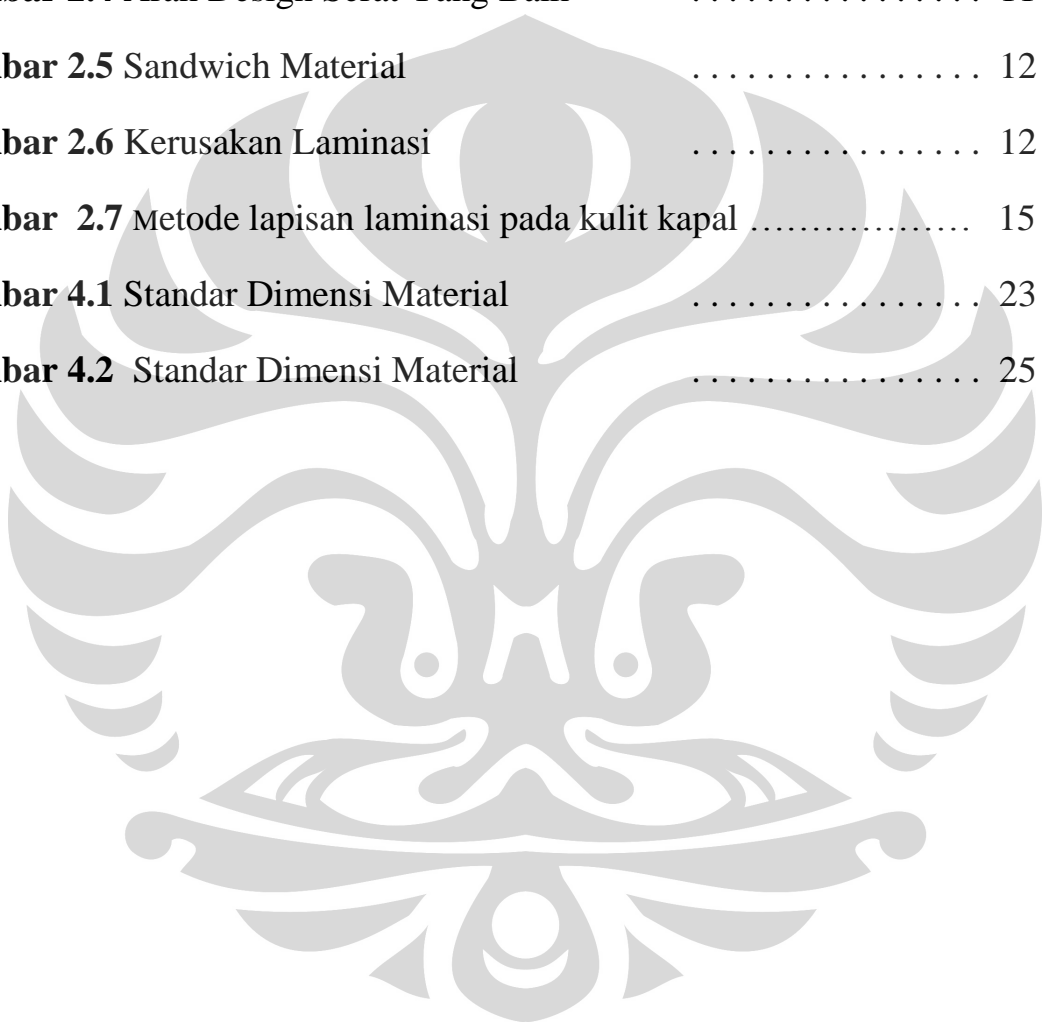 bar 2.5 Sandwich Material . . . . . . . . . . . . . . . . 12
bar 2.6 Kerusakan Laminasi . . . . . . . . . . . . . . . . 12
bar 2.7 Metode lapisan laminasi pada kulit kapal .................. 15
bar 4.1 Standar Dimensi Material . . . . . . . . . . . . . . . . 23
bar 4.2 Standar Dimensi Material . . . . . . . . . . . . . . . . 25